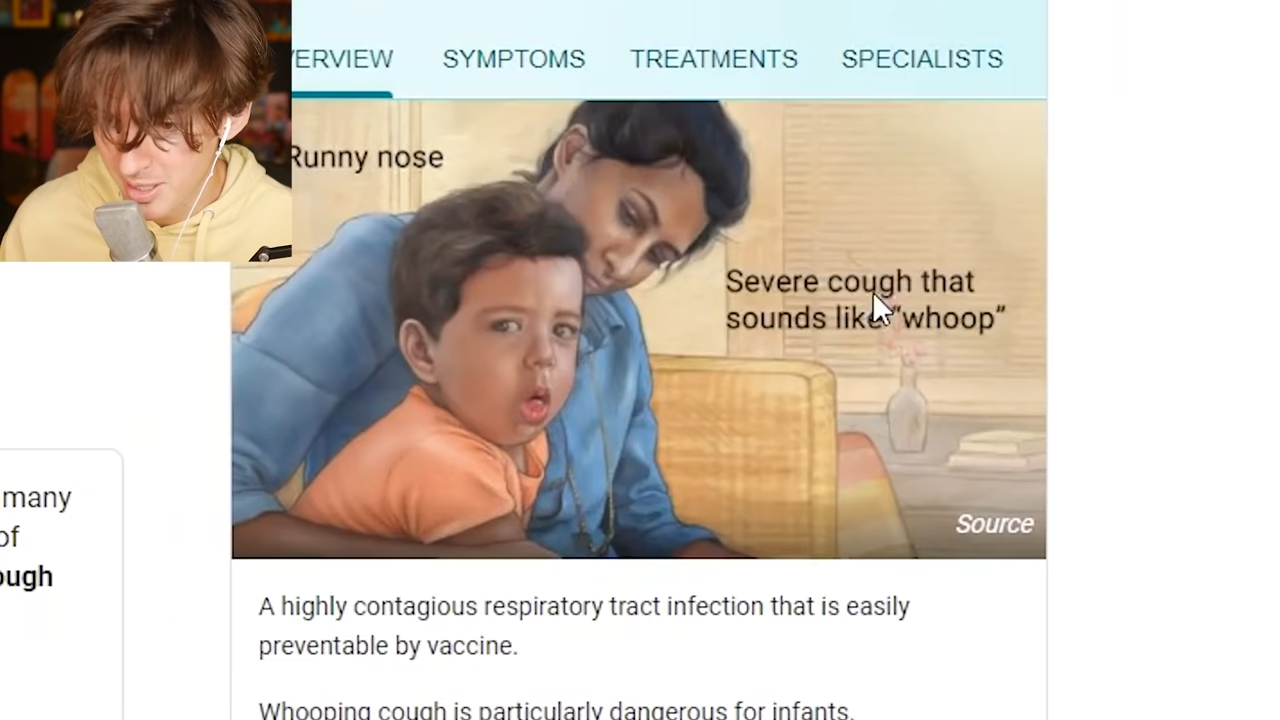 VERVIEW SYMPTOMS TREATMENTS SPECIALISTS
Runny nose
Severe cough that
sounds like “whoop”
Source
many
of
ough
A highly contagious respiratory tract infection that is easily
preventable by vaccine.
Whooping cough is particularly dangerous for infants.